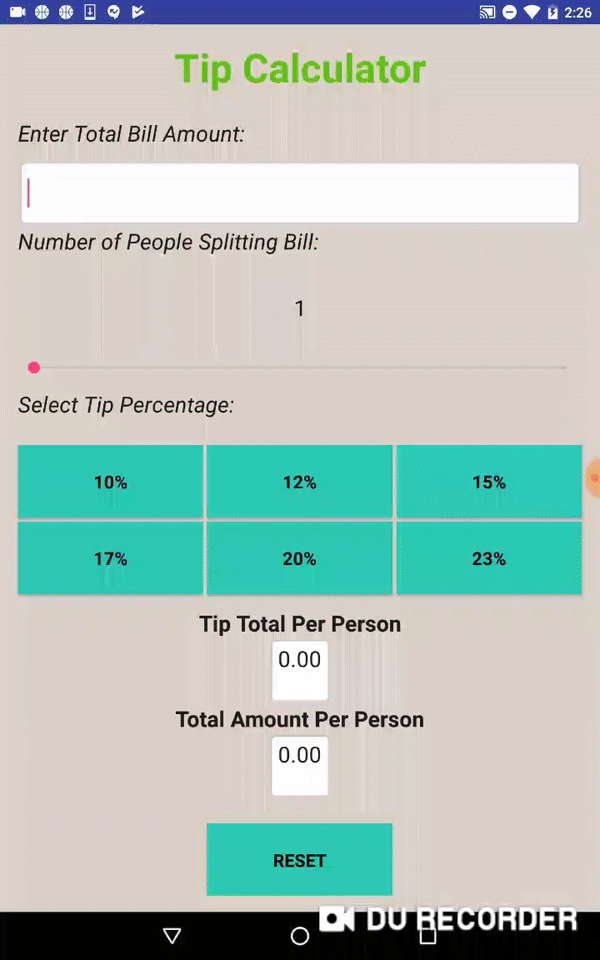 2:26
Tip Calculator
Enter Total Bill Amount:
Number of People Splitting Bill:
1
Select Tip Percentage:
10% 12% 15%
17% 20% 23%
Tip Total Per Person
0.00
Total Amount Per Person
0.00
RESET
DU RECORDER